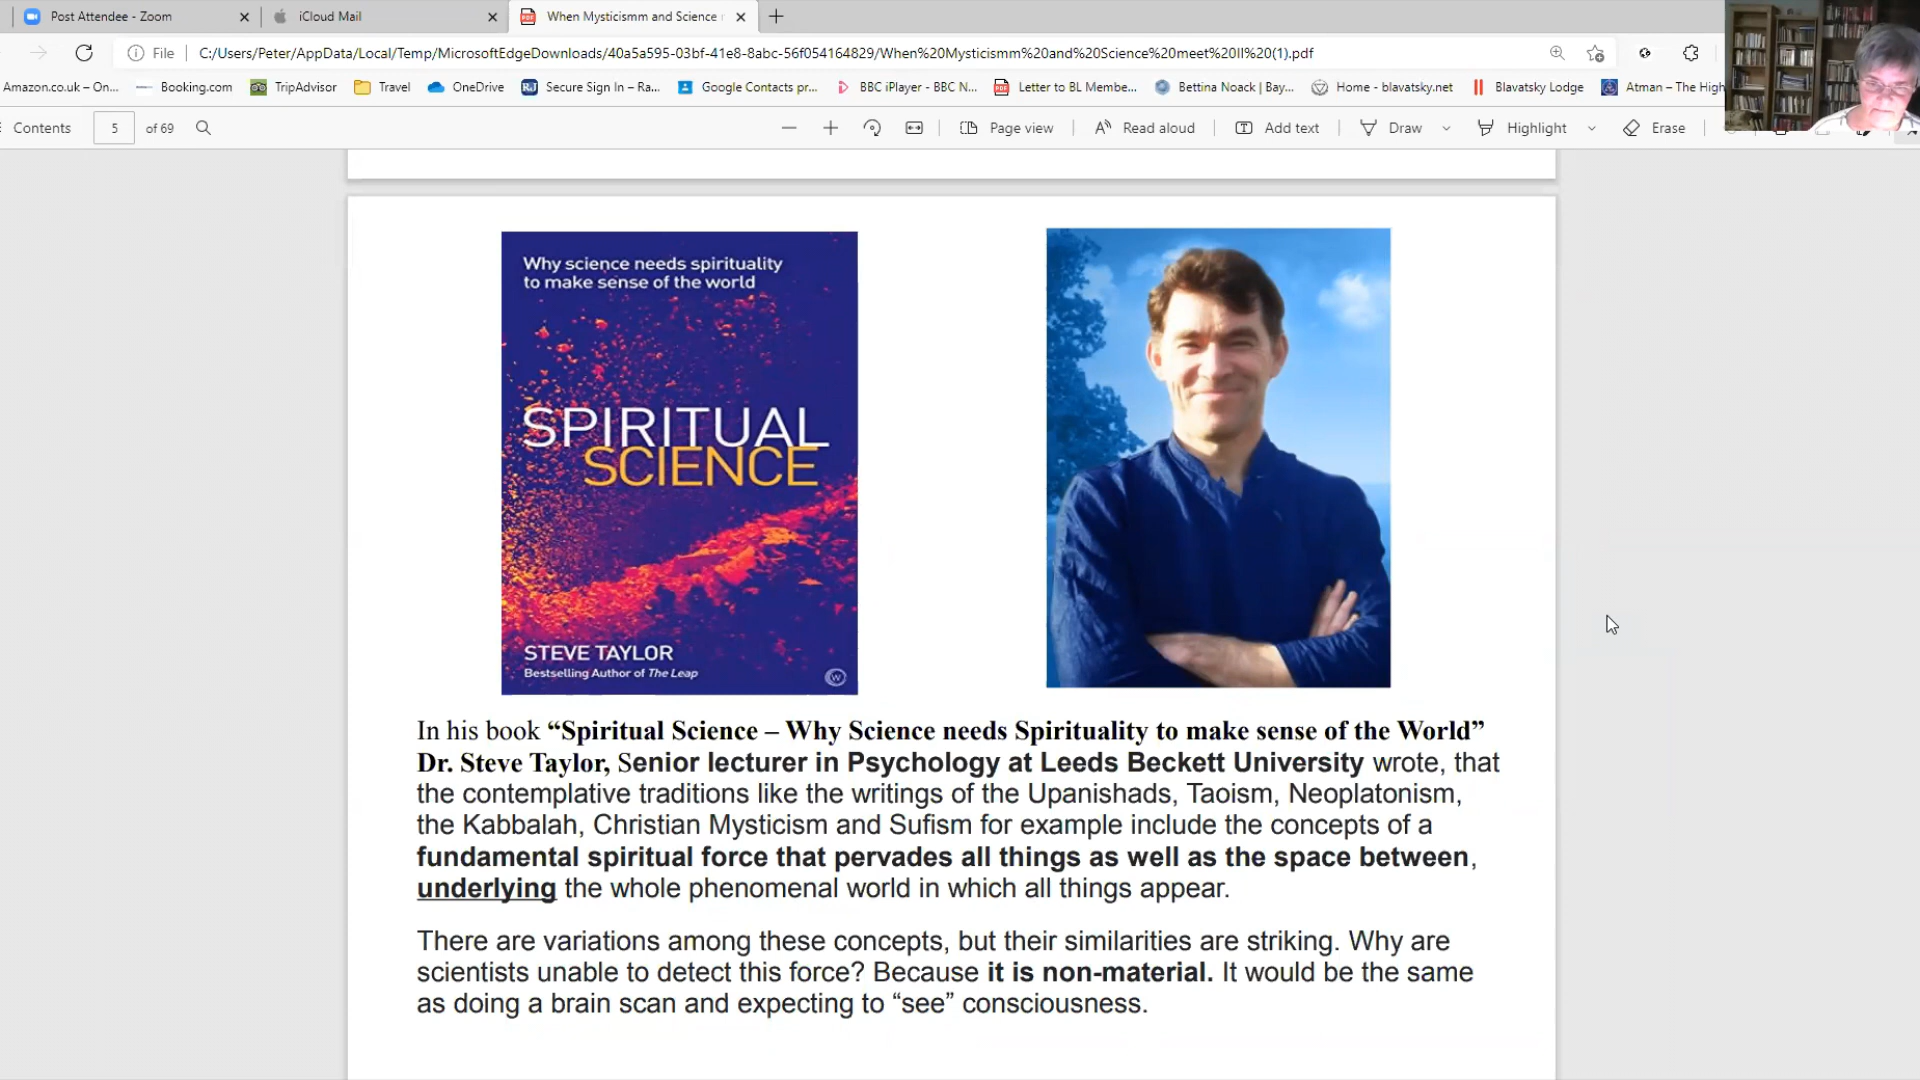 Post Attendee - Zoom
iCloud Mail
When Mysticismm and Science
File
C:/Users/Peter/AppData/Local/Temp/MicrosoftEdgeDownloads/40a5a595-03bf-41e8-8abc-56f054164829/When%20Mysticismm%20and%20Science%20meet%20II%20(1).pdf
Amazon.co.uk – On...
Booking.com
TripAdvisor
Travel
OneDrive
Secure Sign In – Ra...
Google Contacts pr...
BBC iPlayer - BBC N...
Letter to BL Membe...
Bettina Noack | Bay...
Home - blavatsky.net
Blavatsky Lodge
Atman – The High
Contents
5
of 69
Page view
Read aloud
Add text
Draw
Highlight
Erase
Why science needs spirituality
to make sense of the world
SPIRITUAL
SCIENCE
STEVE TAYLOR
Bestselling Author of The Leap
W
In his book “Spiritual Science – Why Science needs Spirituality to make sense of the World”
Dr. Steve Taylor, Senior lecturer in Psychology at Leeds Beckett University wrote, that
the contemplative traditions like the writings of the Upanishads, Taoism, Neoplatonism,
the Kabbalah, Christian Mysticism and Sufism for example include the concepts of a
fundamental spiritual force that pervades all things as well as the space between,
underlying the whole phenomenal world in which all things appear.
There are variations among these concepts, but their similarities are striking. Why are
scientists unable to detect this force? Because it is non-material. It would be the same
as doing a brain scan and expecting to “see” consciousness.